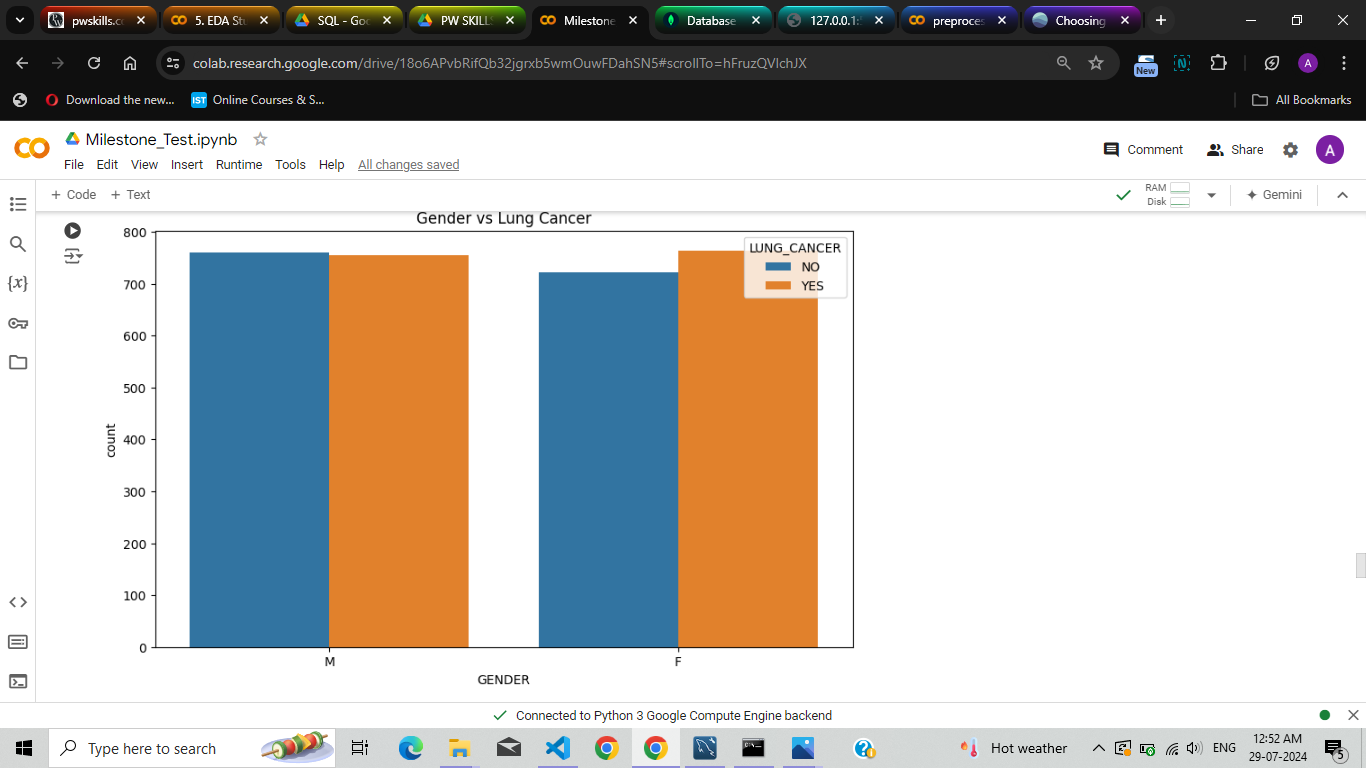 pwskills.c
5. EDA Stu
SQL - Goo
PW SKILL
Milestone
Database
127.0.0.1:
preproces
Choosing
colab.research.google.com/drive/18o6APvbRifQb32jgrxb5wmOuwFDahSN5#scrollTo=hFruzQVlchJX
New
A
Download the new...
IST
Online Courses & S...
All Bookmarks
Milestone_Test.ipynb
File Edit View Insert Runtime Tools Help All changes saved
Comment
Share
A
+ Code + Text
RAM
Disk
Gemini
{x}
Gender vs Lung Cancer
800
700
600
500
400
300
200
100
0
count
LUNG_CANCER
NO
YES
M
F
GENDER
Connected to Python 3 Google Compute Engine backend
Type here to search
Hot weather
ENG
12:52 AM
29-07-2024
5